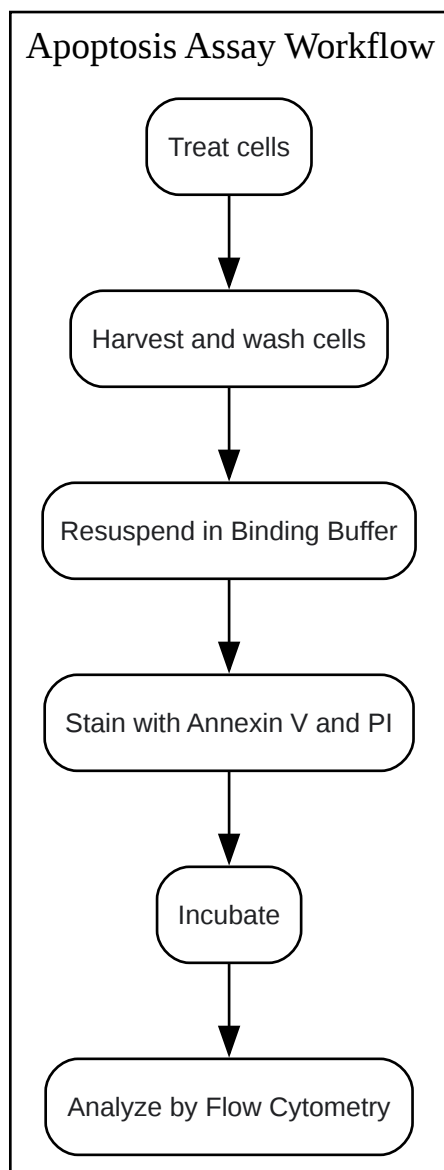 Apoptosis Assay Workflow
Treat cells
Harvest and wash cells
Resuspend in Binding Buffer
Stain with Annexin V and PI
Incubate
Analyze by Flow Cytometry